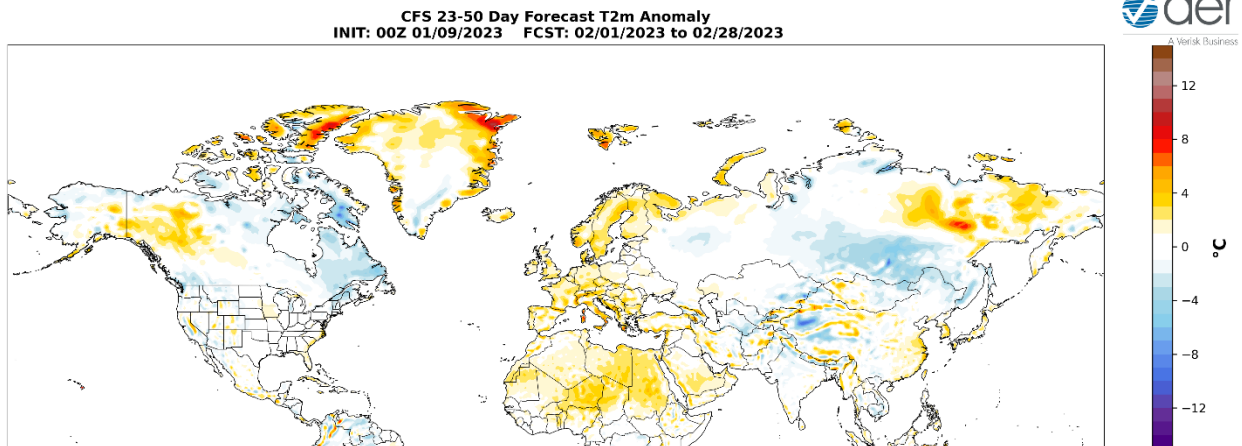 CFS 23-50 Day Forecast T2m Anomaly
INIT: 00Z 01/09/2023 FCST: 02/01/2023 to 02/28/2023
aer
A Verisk Business
12
8
4
0
−4
−8
−12
°C